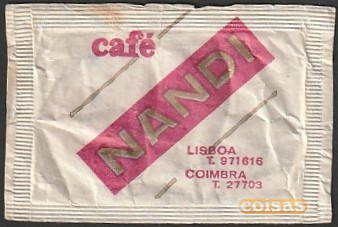 café
NANDI
LISBOA
T. 971616
COIMBRA
T. 27703
coisas